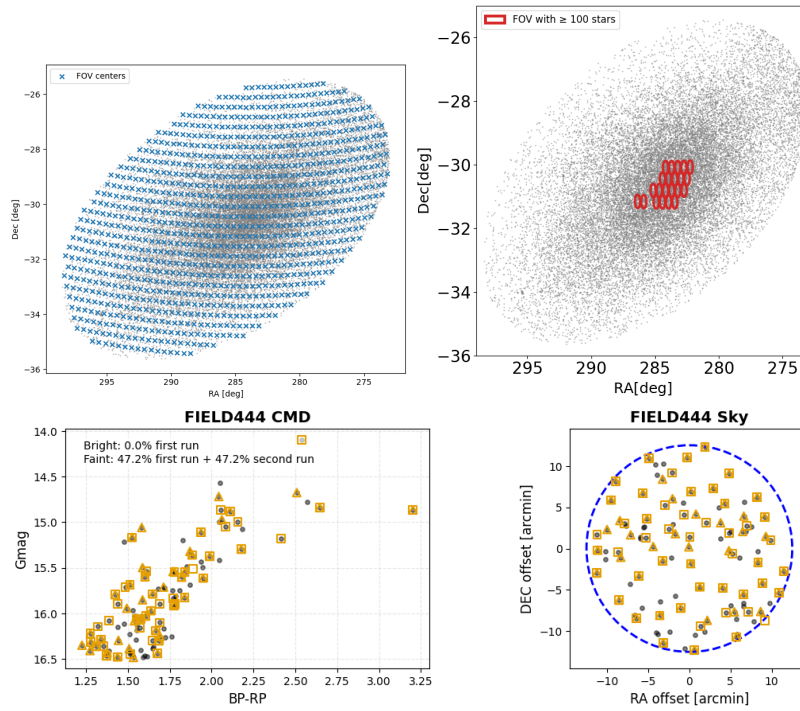 FOV centers
−26
−28
−30
−32
−34
−36
Dec [deg]
295 290 285 280 275
RA [deg]
FOV with ≥ 100 stars
−26
−28
−30
−32
−34
−36
Dec[deg]
295 290 285 280 275
RA[deg]
FIELD444 CMD
Bright: 0.0% first run
Faint: 47.2% first run + 47.2% second run
14.0
14.5
15.0
15.5
16.0
16.5
Gmag
1.25 1.50 1.75 2.00 2.25 2.50 2.75 3.00 3.25
BP-RP
FIELD444 Sky
10
5
0
−5
−10
DEC offset [arcmin]
−10 −5 0 5 10
RA offset [arcmin]